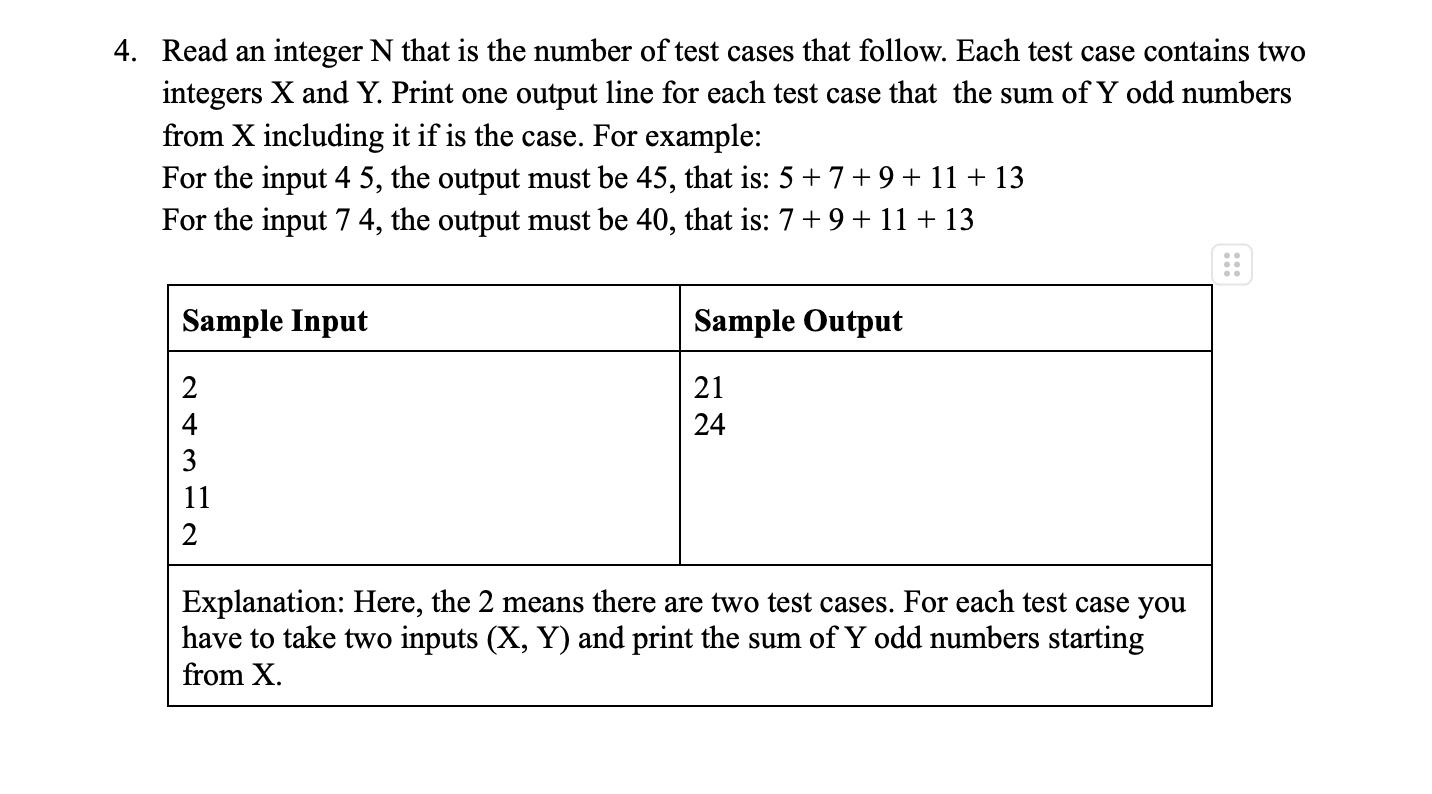 4. Read an integer N that is the number of test cases that follow. Each test case contains two
integers X and Y. Print one output line for each test case that  the sum of Y odd numbers
from X including it if is the case. For example:
For the input 4 5, the output must be 45, that is: 5 + 7 + 9 + 11 + 13
For the input 7 4, the output must be 40, that is: 7 + 9 + 11 + 13
Sample Input
Sample Output
2
4
3
11
2
21
24
Explanation: Here, the 2 means there are two test cases. For each test case you
have to take two inputs (X, Y) and print the sum of Y odd numbers starting
from X.